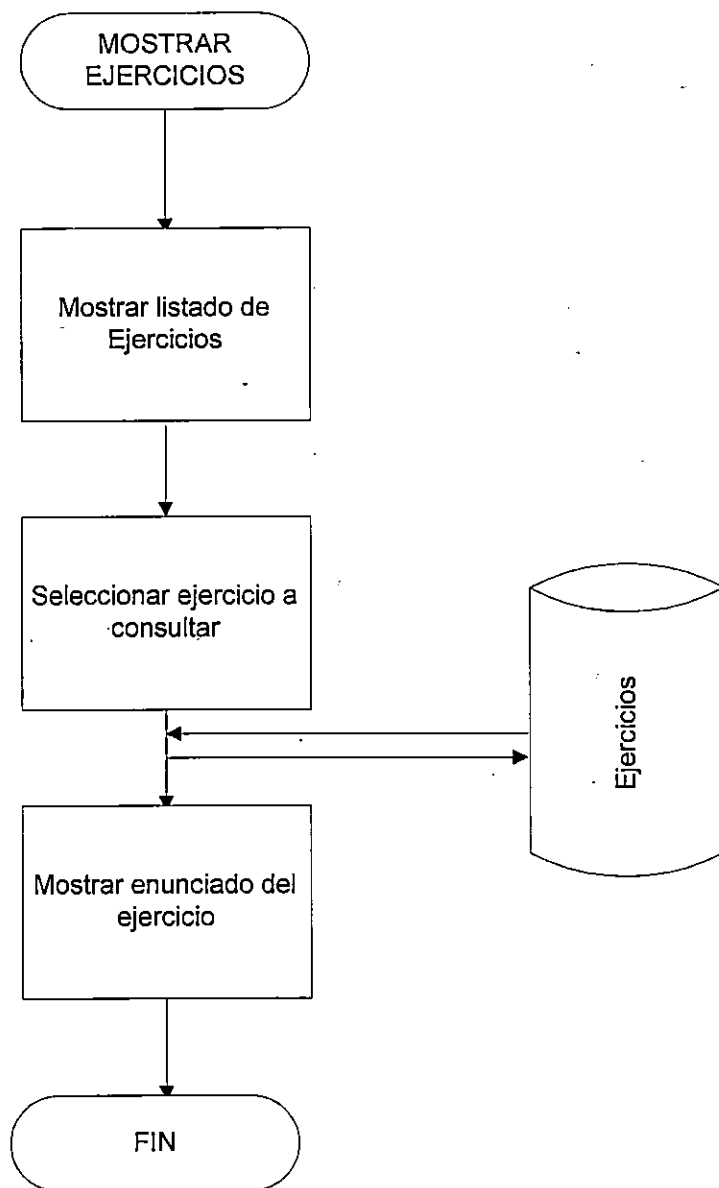 MOSTRAR
EJERCICIOS
Mostrar listado de
Ejercicios
Seleccionar ejercicio a
consultar
Ejercicios
Mostrar enunciado del
ejercicio
FIN